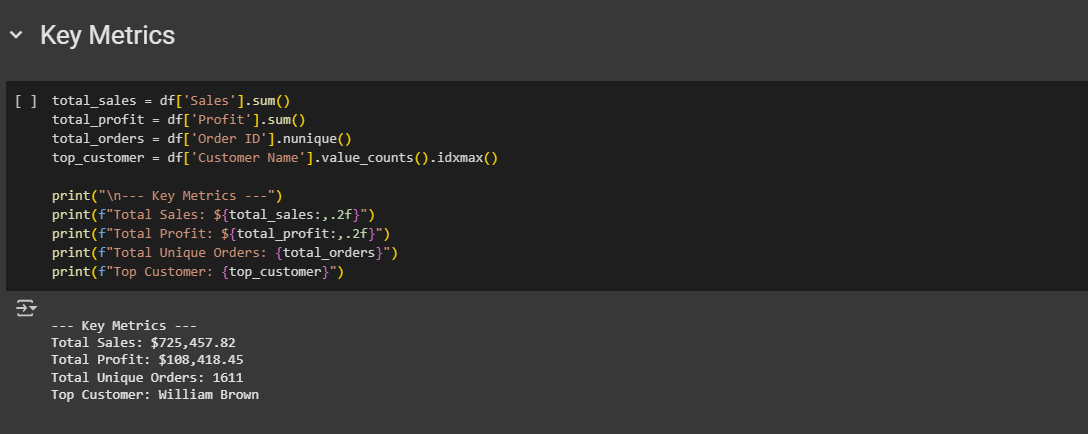 Key Metrics
[ ] total_sales = df['Sales'].sum()
total_profit = df['Profit'].sum()
total_orders = df['Order ID'].nunique()
top_customer = df['Customer Name'].value_counts().idxmax()
print("\n--- Key Metrics ---")
print(f"Total Sales: ${total_sales:,.2f}")
print(f"Total Profit: ${total_profit:,.2f}")
print(f"Total Unique Orders: {total_orders}")
print(f"Top Customer: {top_customer}")
--- Key Metrics ---
Total Sales: $725,457.82
Total Profit: $108,418.45
Total Unique Orders: 1611
Top Customer: William Brown